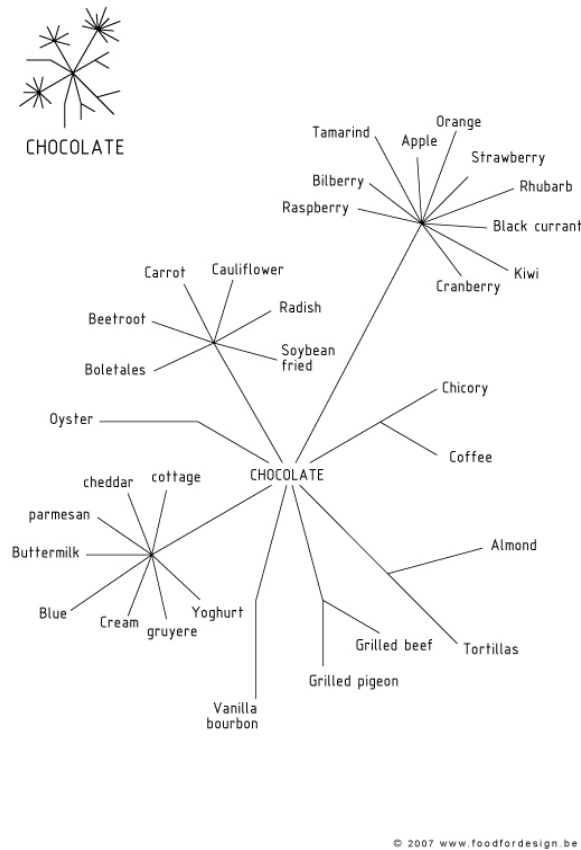 CHOCOLATE
Orange
Tamarind
Apple
Strawberry
Bilberry
Rhubarb
Raspberry
Black currant
Kiwi
Cranberry
Carrot
Cauliflower
Radish
Beetroot
Soybean
fried
Boletales
Chicory
Oyster
Coffee
CHOCOLATE
cheddar
cottage
parmesan
Buttermilk
Almond
Blue
Cream
gruyere
Yoghurt
Grilled beef
Tortillas
Grilled pigeon
Vanilla
bourbon
© 2007 www.foodfordesign.be